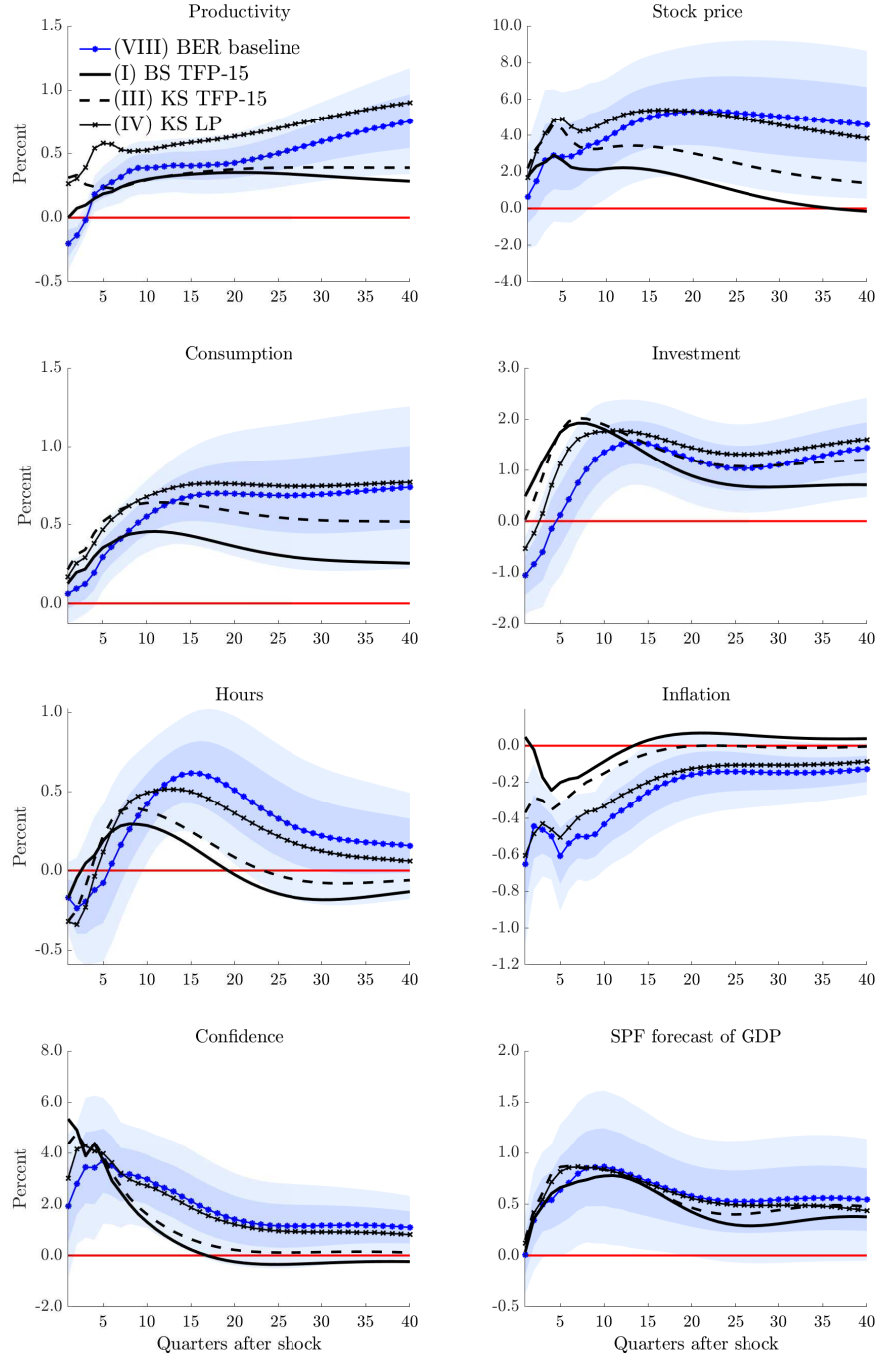 Productivity
Percent
1.5
1.0
0.5
0.0
-0.5
(VIII) BER baseline
(I) BS TFP-15
(III) KS TFP-15
(IV) KS LP
5 10 15 20 25 30 35 40
Stock price
10.0
8.0
6.0
4.0
2.0
0.0
-2.0
-4.0
5 10 15 20 25 30 35 40
Consumption
Percent
1.5
1.0
0.5
0.0
5 10 15 20 25 30 35 40
Investment
3.0
2.0
1.0
0.0
-1.0
-2.0
5 10 15 20 25 30 35 40
Hours
Percent
1.0
0.5
0.0
-0.5
5 10 15 20 25 30 35 40
Inflation
0.0
-0.2
-0.4
-0.6
-0.8
-1.0
-1.2
5 10 15 20 25 30 35 40
Confidence
Percent
8.0
6.0
4.0
2.0
0.0
-2.0
5 10 15 20 25 30 35 40
Quarters after shock
SPF forecast of GDP
2.0
1.5
1.0
0.5
0.0
-0.5
5 10 15 20 25 30 35 40
Quarters after shock